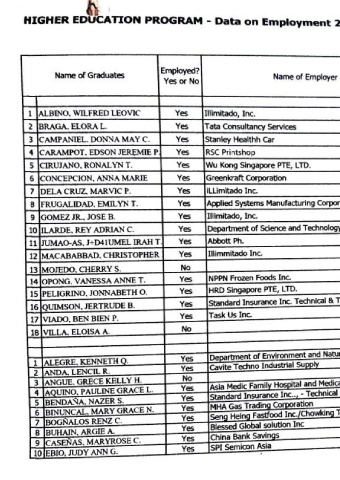 HIGHER EDUCATION PROGRAM - Data on Employment 2
Name of Graduates Employed? Yes or No Name of Employer
1 ALBINO, WILFRED LEOVIC Yes Illimitado, Inc.
2 BRAGA, ELORA L. Yes Tata Consultancy Services
3 CAMPANIEL, DONNA MAY C. Yes Stanley Healthh Car
4 CARAMPOT, EDSON JEREMIE P. Yes RSC Printshop
5 CIRUJANO, RONALYN T. Yes Wu Kong Singapore PTE, LTD.
6 CONCEPCION, ANNA MARIE Yes Greenkraft Corporation
7 DELA CRUZ, MARVIC P. Yes iLLimitado Inc.
8 FRUGALIDAD, EMILYN T. Yes Applied Systems Manufacturing Corpor
9 GOMEZ JR., JOSE B. Yes Illimitado, Inc.
10 ILARDE, REY ADRIAN C. Yes Department of Science and Technology
11 JUMAO-AS, J+D41UMEL IRAH T. Yes Abbott Ph.
12 MACABABBAD, CHRISTOPHER Yes Illimmitado, Inc.
13 MOJEDO, CHERRY S. No
14 OPONG, VANESSA ANNE T. Yes NPPN Frozen Foods Inc.
15 PELIGRINO, JONNABETH O. Yes HRD Singapore PTE, LTD.
16 QUIMSON, JERTRUDE B. Yes Standard Insurance Inc. Technical & T
17 VIADO, BEN BIEN P. Yes Task Us Inc.
18 VILLA, ELOISA A. No
1 ALEGRE, KENNETH Q. Yes Department of Environment and Natu
2 ANDA, LENCIL R. Yes Cavite Techno Industrial Supply
3 ANGUE, GRECE KELLY H. No
4 AQUINO, PAULINE GRACE L. Yes Asia Medic Family Hospital and Medica
5 BENDAÑA, NAZER S. Yes Standard Insurance Inc.., - Technical
6 BINUNCAL, MARY GRACE N. Yes MHA Gas Trading Corporation
7 BOGÑALOS RENZ C. Yes Seng Heing Fastfood Inc./Chowking T
8 BUHAIN, ARGIE A. Yes Blessed Global solution Inc
9 CASEÑAS, MARYROSE C. Yes China Bank Savings
10 EBIO, JUDY ANN G. Yes SPI Semicon Asia